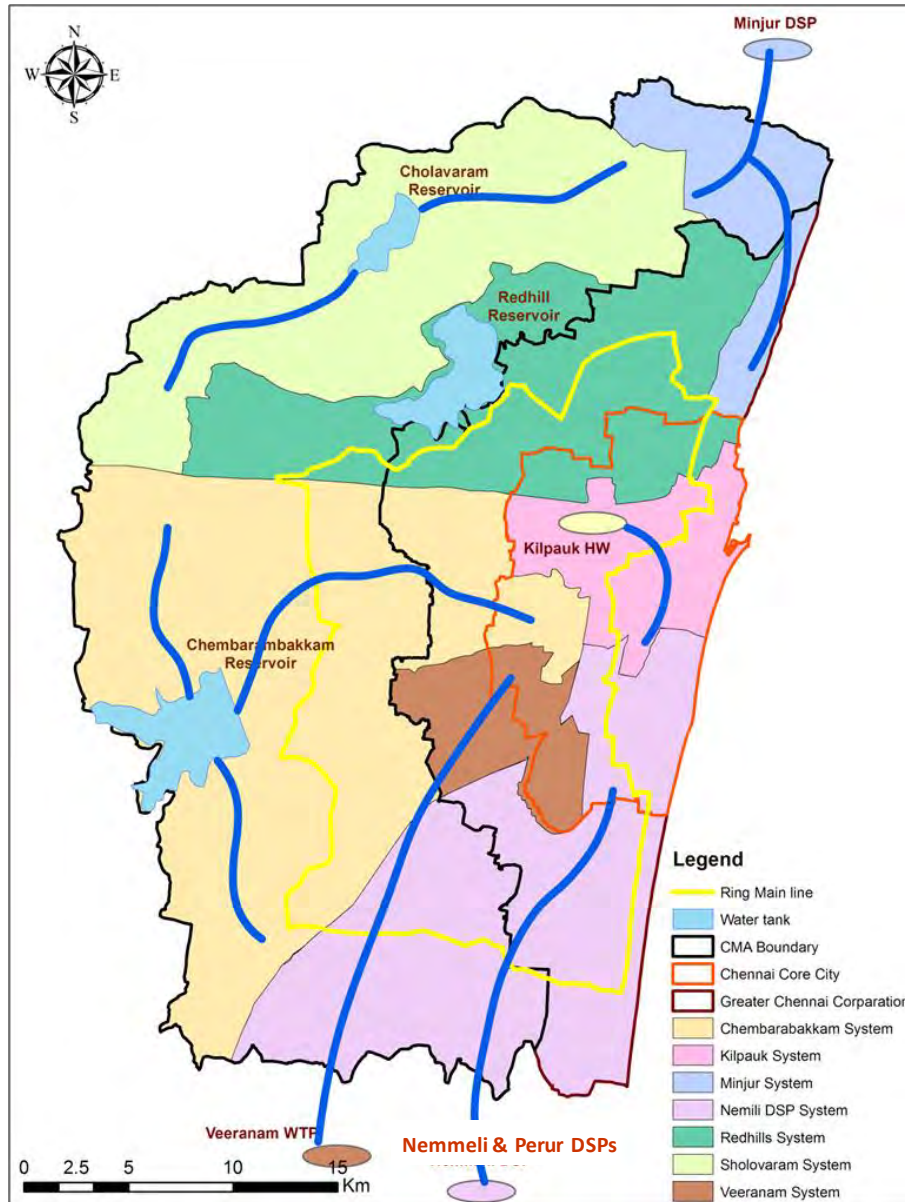 Minjur DSP
N
W
E
S
Cholavaram
Reservoir
Redhill
Reservoir
Kilpauk HW
Chembarambakkam
Reservoir
Legend
Ring Main line
Water tank
CMA Boundary
Chennai Core City
Greater Chennai Corparation
Chembarabakkam System
Kilpauk System
Minjur System
Nemili DSP System
Redhills System
Sholovaram System
Veeranam System
Veeranam WTP
Nemmeli & Perur DSPs
0 2.5 5 10 15
Km